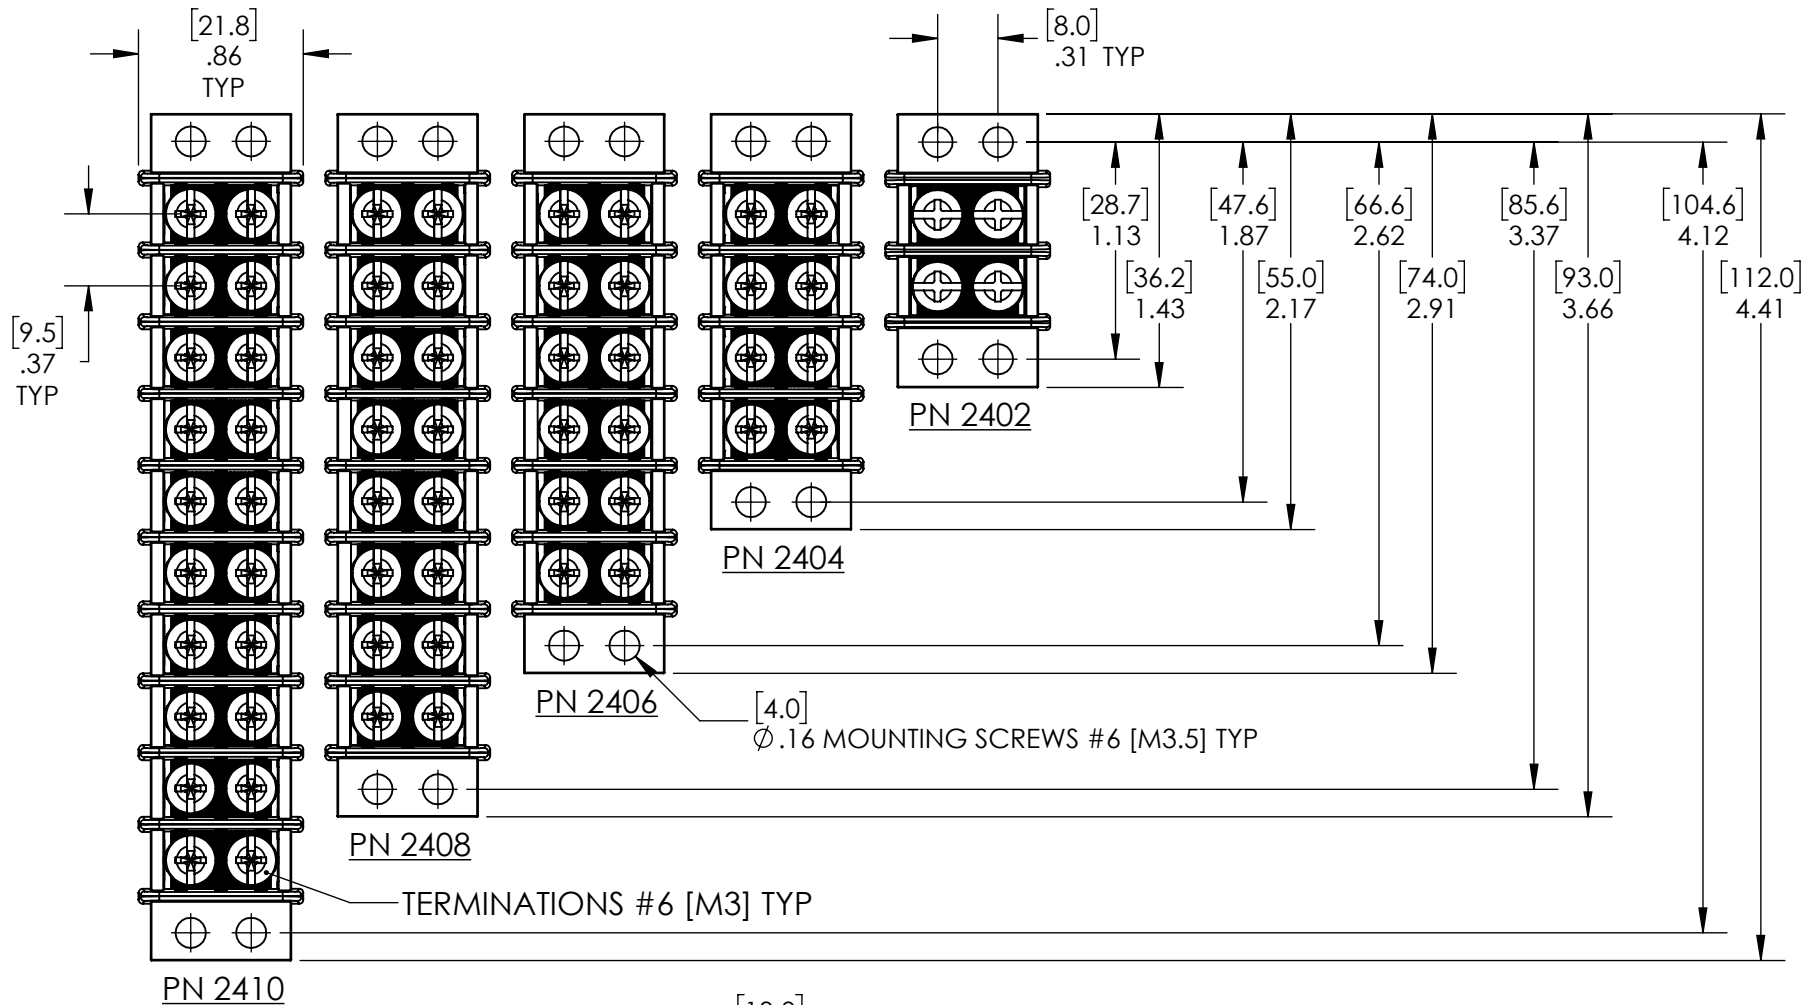 [21.8]
.86
TYP
[8.0]
.31 TYP
[28.7]
1.13
[47.6]
1.87
[66.6]
2.62
[85.6]
3.37
[104.6]
4.12
[36.2]
1.43
[55.0]
2.17
[74.0]
2.91
[93.0]
3.66
[112.0]
4.41
[9.5]
.37
TYP
PN 2402
PN 2404
PN 2406
[4.0]
Ø .16 MOUNTING SCREWS #6 [M3.5] TYP
PN 2408
TERMINATIONS #6 [M3] TYP
PN 2410